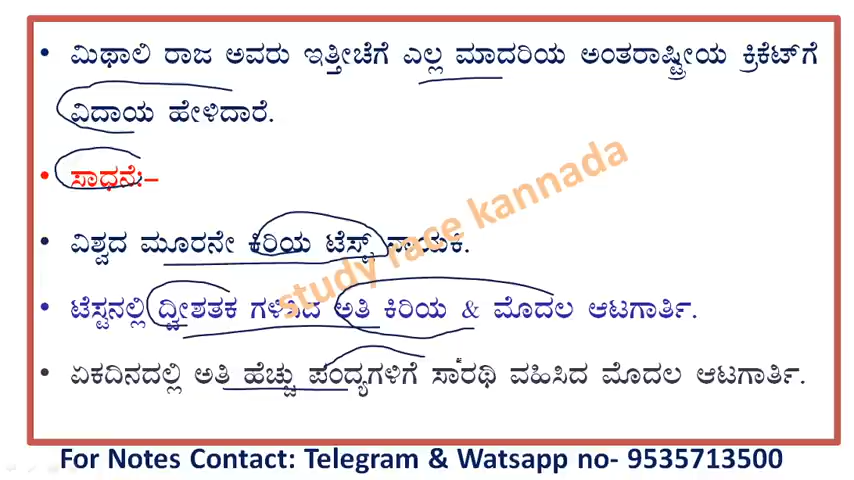 • ಮಿಥಾಲಿ ರಾಜ ಅವರು ಇತ್ತೀಚೆಗೆ ಎಲ್ಲ ಮಾದರಿಯ ಅಂತರಾಷ್ಟ್ರೀಯ ಕ್ರಿಕೆಟ್‌ಗೆ
ವಿದಾಯ ಹೇಳಿದಾರೆ.
• ಸಾಧನೇ:–
• ವಿಶ್ವದ ಮೂರನೇ ಕಿರಿಯ ಟೆಸ್ಟ್ ನಾಯಕಿ.
• ಟೆಸ್ಟನಲ್ಲಿ ದ್ವೀಶತಕ ಗಳಿಸಿದ ಅತಿ ಕಿರಿಯ & ಮೊದಲ ಆಟಗಾರ್ತಿ.
• ಏಕದಿನದಲ್ಲಿ ಅತಿ ಹೆಚ್ಚು ಪಂದ್ಯಗಳಿಗೆ ಸಾರಥಿ ವಹಿಸಿದ ಮೊದಲ ಆಟಗಾರ್ತಿ.
study race kannada
For Notes Contact: Telegram & Watsapp no- 9535713500